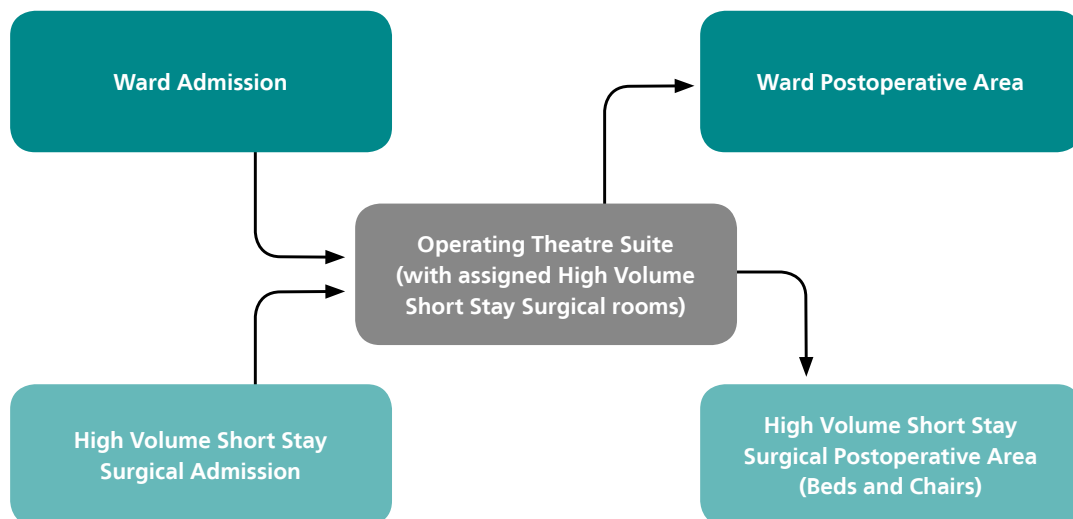 Ward Admission
Ward Postoperative Area
Operating Theatre Suite
(with assigned High Volume
Short Stay Surgical rooms)
High Volume Short Stay
Surgical Admission
High Volume Short Stay
Surgical Postoperative Area
(Beds and Chairs)